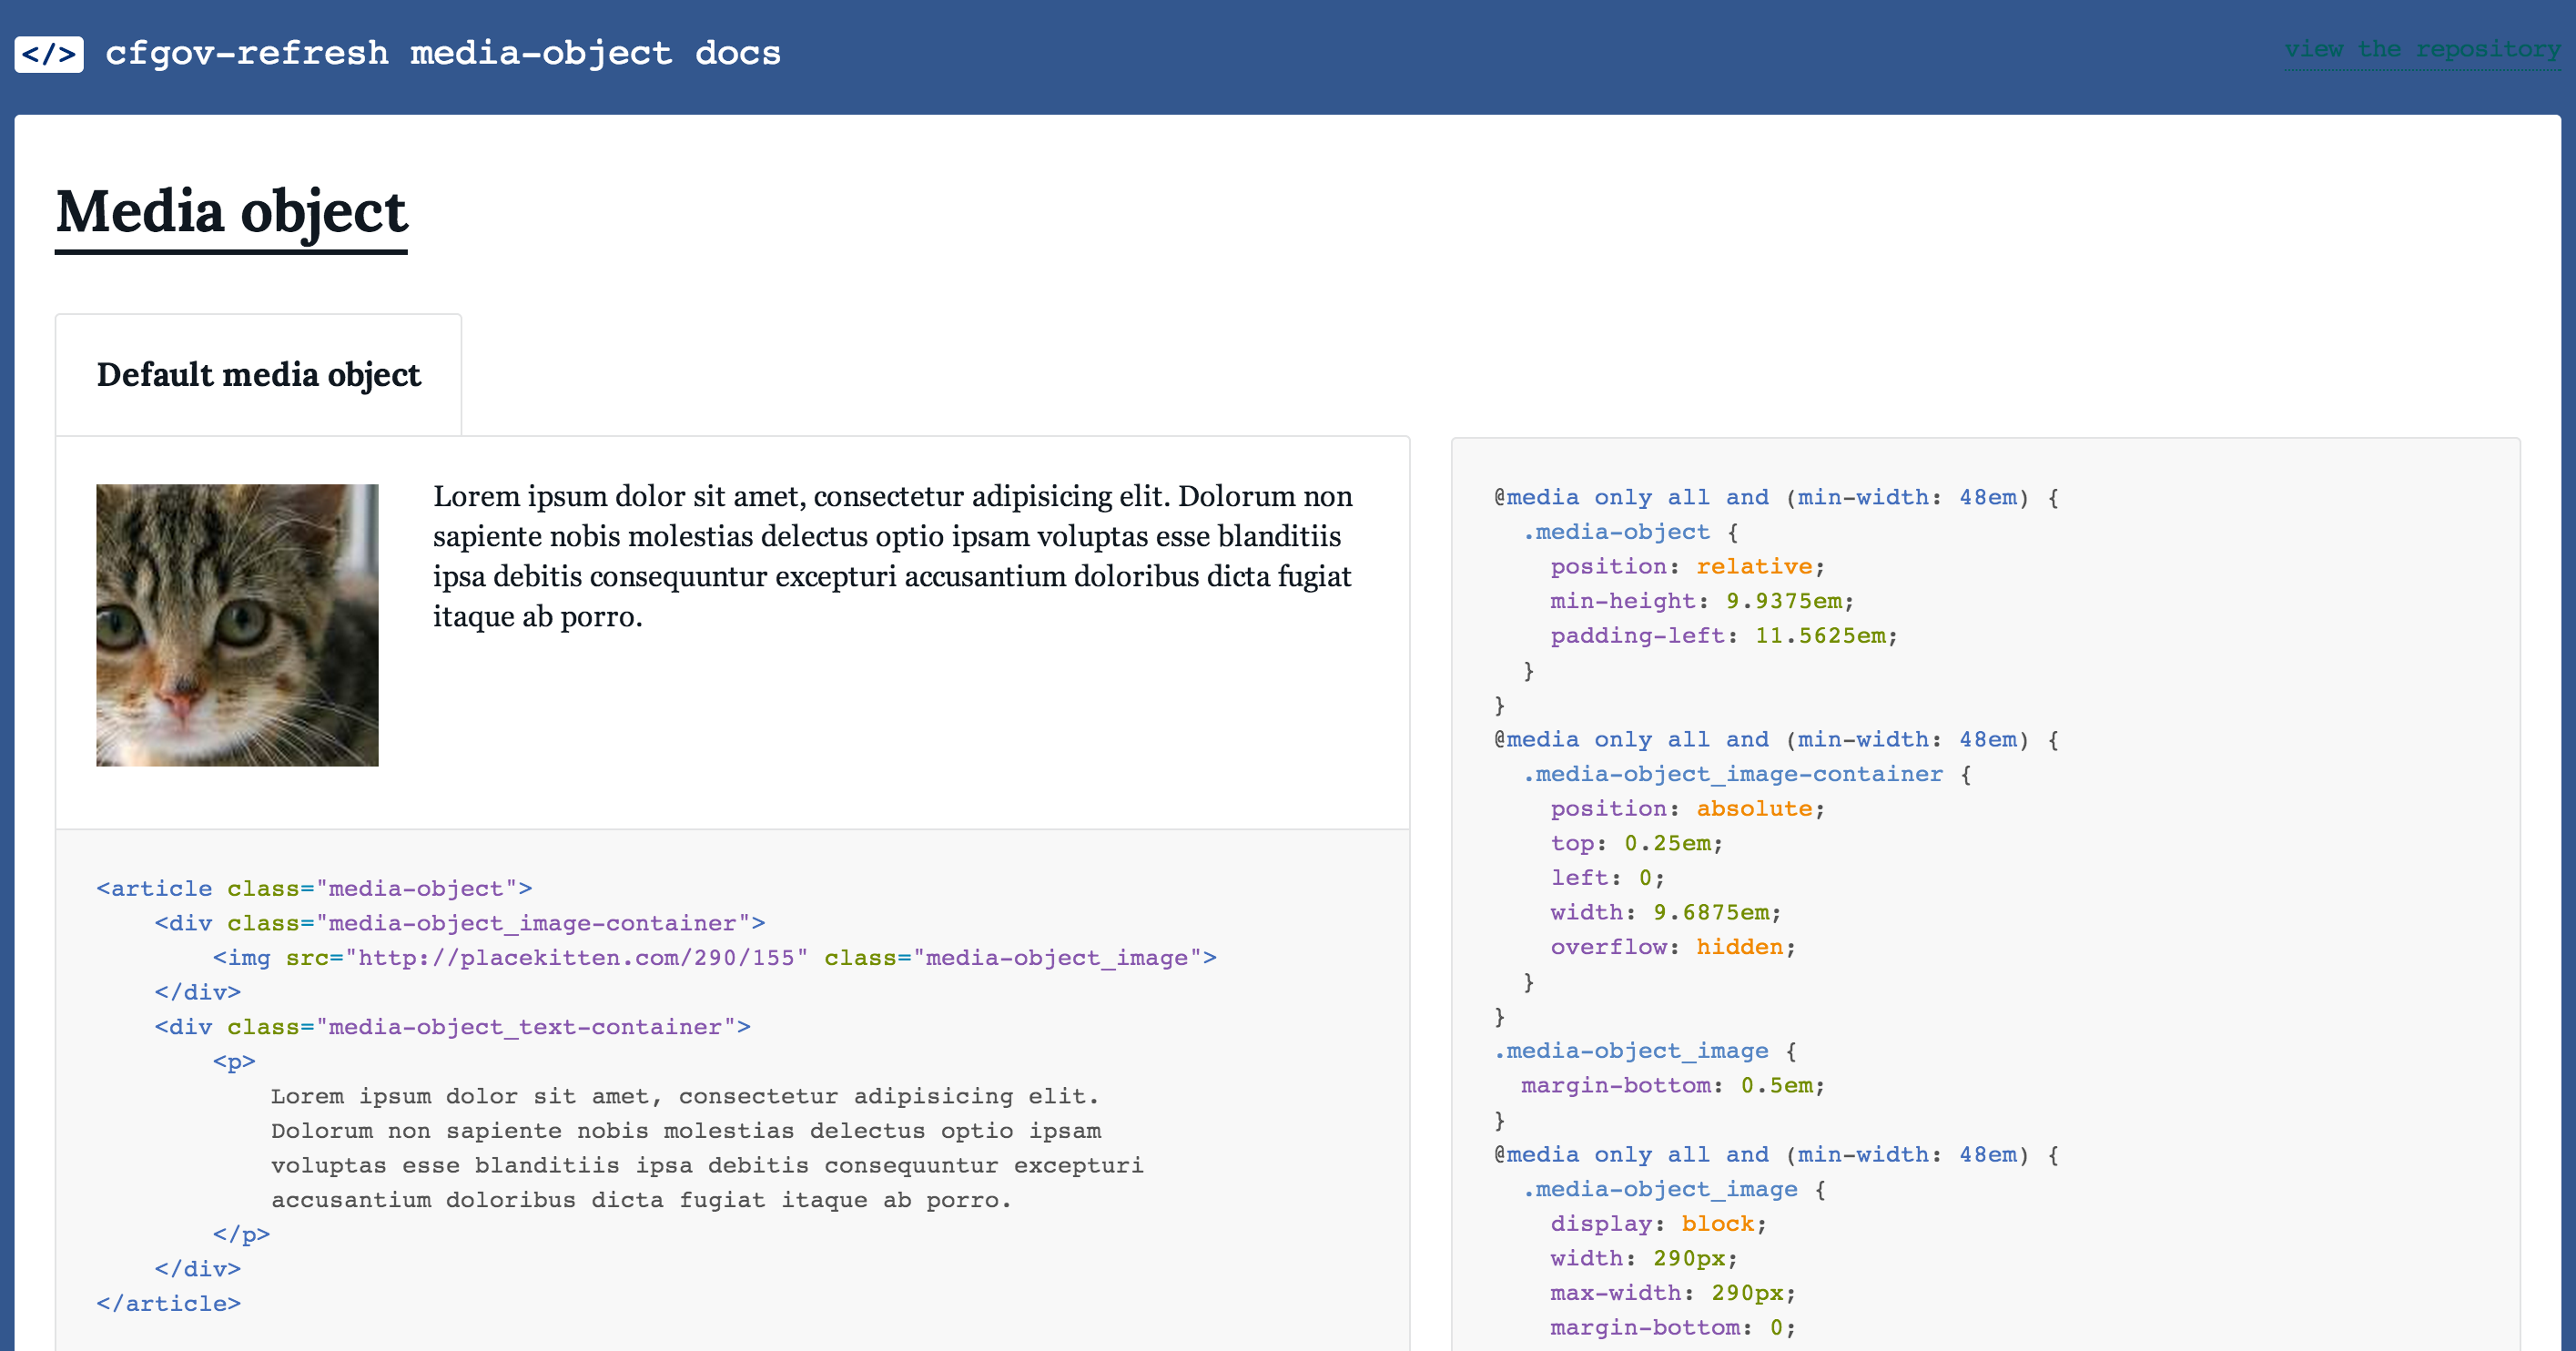 </> cfgov-refresh media-object docs
view the repository
Media object
Default media object
Lorem ipsum dolor sit amet, consectetur adipisicing elit. Dolorum non
sapiente nobis molestias delectus optio ipsam voluptas esse blanditiis
ipsa debitis consequuntur excepturi accusantium doloribus dicta fugiat
itaque ab porro.
<article class="media-object">
    <div class="media-object_image-container">
        <img src="http://placekitten.com/290/155" class="media-object_image">
    </div>
    <div class="media-object_text-container">
        <p>
            Lorem ipsum dolor sit amet, consectetur adipisicing elit.
            Dolorum non sapiente nobis molestias delectus optio ipsam
            voluptas esse blanditiis ipsa debitis consequuntur excepturi
            accusantium doloribus dicta fugiat itaque ab porro.
        </p>
    </div>
</article>
@media only all and (min-width: 48em) {
  .media-object {
    position: relative;
    min-height: 9.9375em;
    padding-left: 11.5625em;
  }
}
@media only all and (min-width: 48em) {
  .media-object_image-container {
    position: absolute;
    top: 0.25em;
    left: 0;
    width: 9.6875em;
    overflow: hidden;
  }
}
.media-object_image {
  margin-bottom: 0.5em;
}
@media only all and (min-width: 48em) {
  .media-object_image {
    display: block;
    width: 290px;
    max-width: 290px;
    margin-bottom: 0;